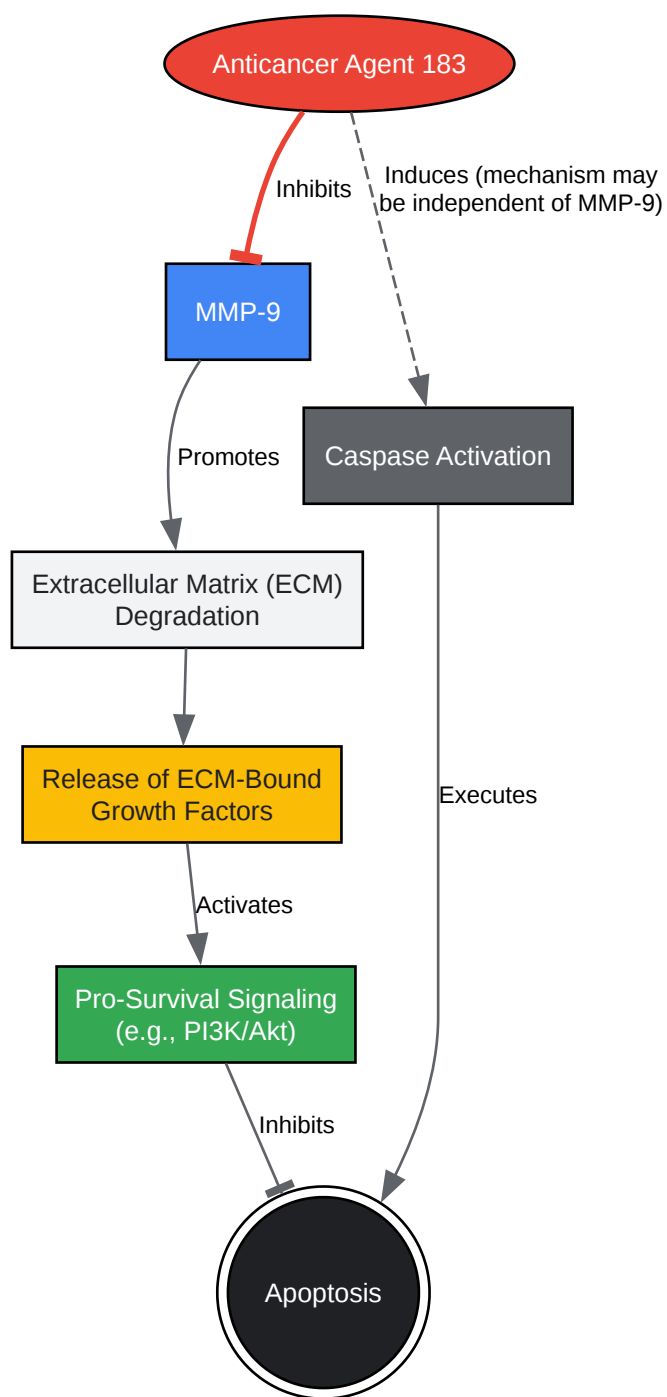 Anticancer Agent 183
Inhibits
Induces (mechanism may
be independent of MMP-9)
MMP-9
Caspase Activation
Promotes
Extracellular Matrix (ECM)
Degradation
Release of ECM-Bound
Growth Factors
Executes
Activates
Pro-Survival Signaling
(e.g., PI3K/Akt)
Inhibits
Apoptosis